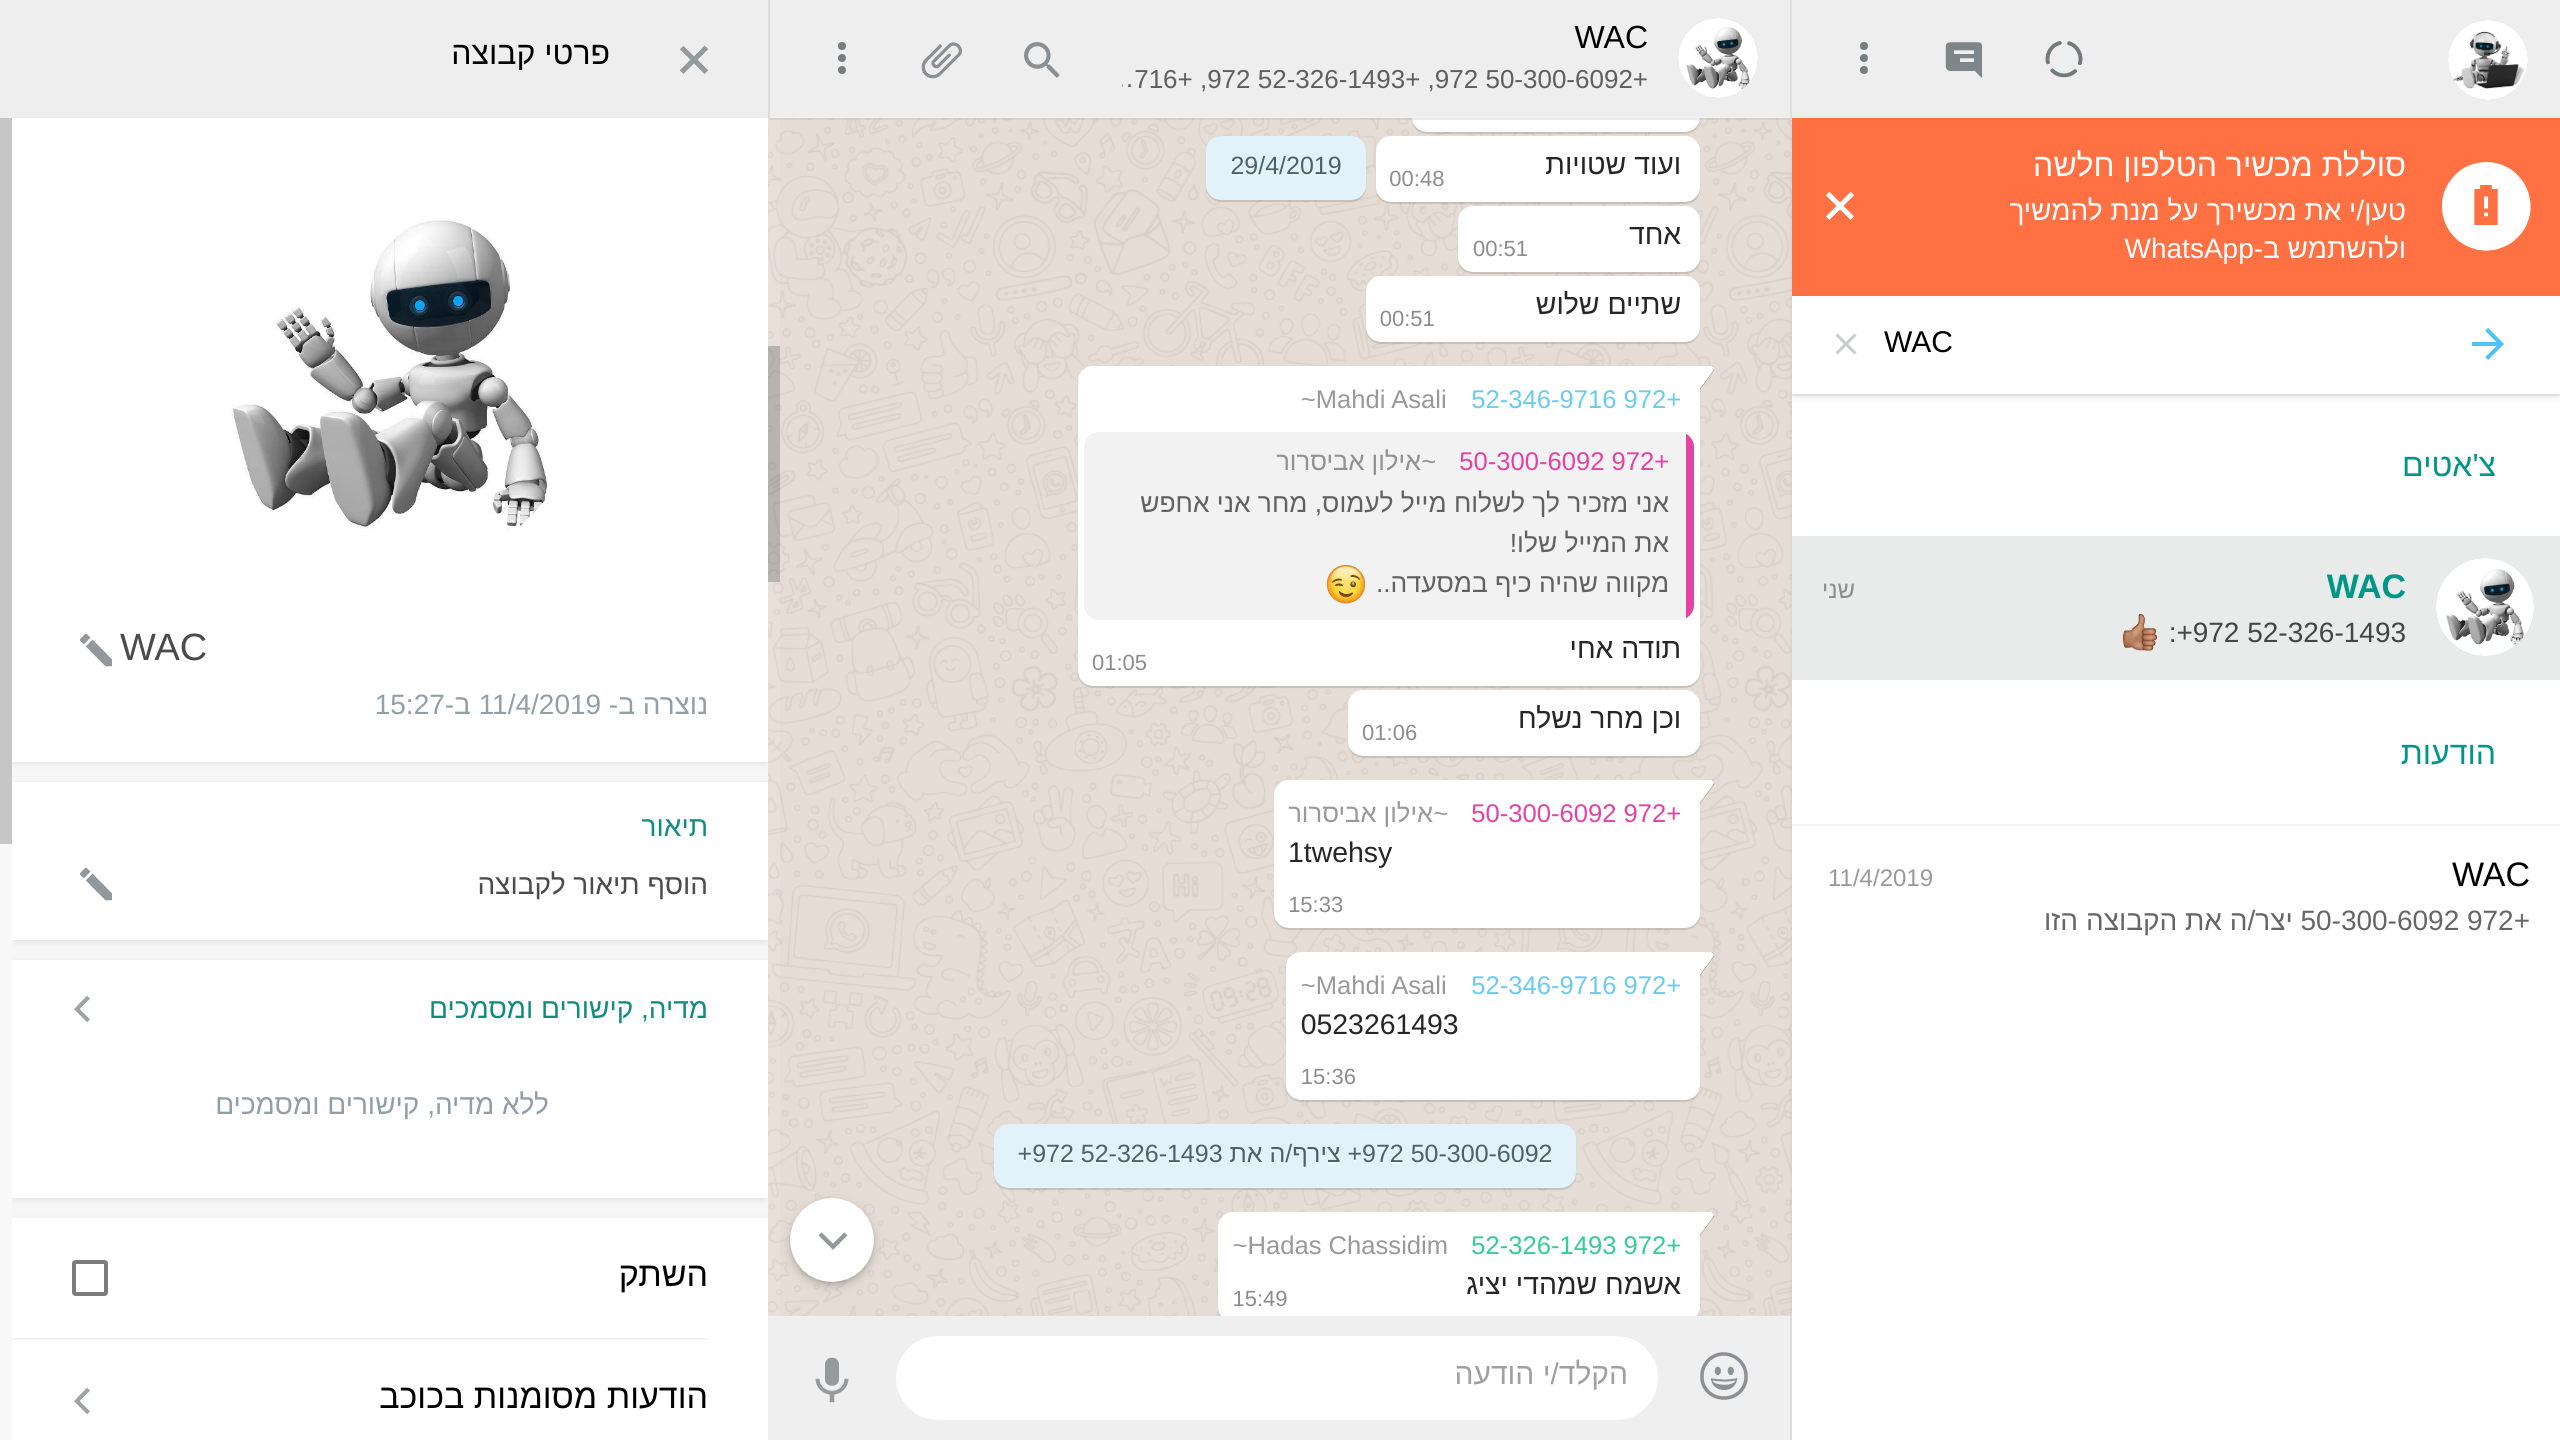 סוללת מכשיר הטלפון חלשה
טען/י את מכשירך על מנת להמשיך
ולהשתמש ב-WhatsApp
WAC
צ'אטים
WAC
שני
+972 52-326-1493: 👍🏾
הודעות
WAC
11/4/2019
+972 50-300-6092 יצר/ה את הקבוצה הזו
WAC
+972 50-300-6092, +972 52-326-1493, +972 716...
ועוד שטויות
00:48
29/4/2019
אחד
00:51
שתיים שלוש
00:51
+972 52-346-9716 ~Mahdi Asali
+972 50-300-6092 ~אילון אביסרור
אני מזכיר לך לשלוח מייל לעמוס, מחר אני אחפש
את המייל שלו!
מקווה שהיה כיף במסעדה.. 😉
תודה אחי
01:05
וכן מחר נשלח
01:06
+972 50-300-6092 ~אילון אביסרור
1twehsy
15:33
+972 52-346-9716 ~Mahdi Asali
0523261493
15:36
+972 50-300-6092 צירף/ה את +972 52-326-1493
+972 52-326-1493 ~Hadas Chassidim
אשמח שמהדי יציג
15:49
הקלד/י הודעה
פרטי קבוצה
WAC
נוצרה ב- 11/4/2019 ב-15:27
תיאור
הוסף תיאור לקבוצה
מדיה, קישורים ומסמכים
ללא מדיה, קישורים ומסמכים
השתק
הודעות מסומנות בכוכב